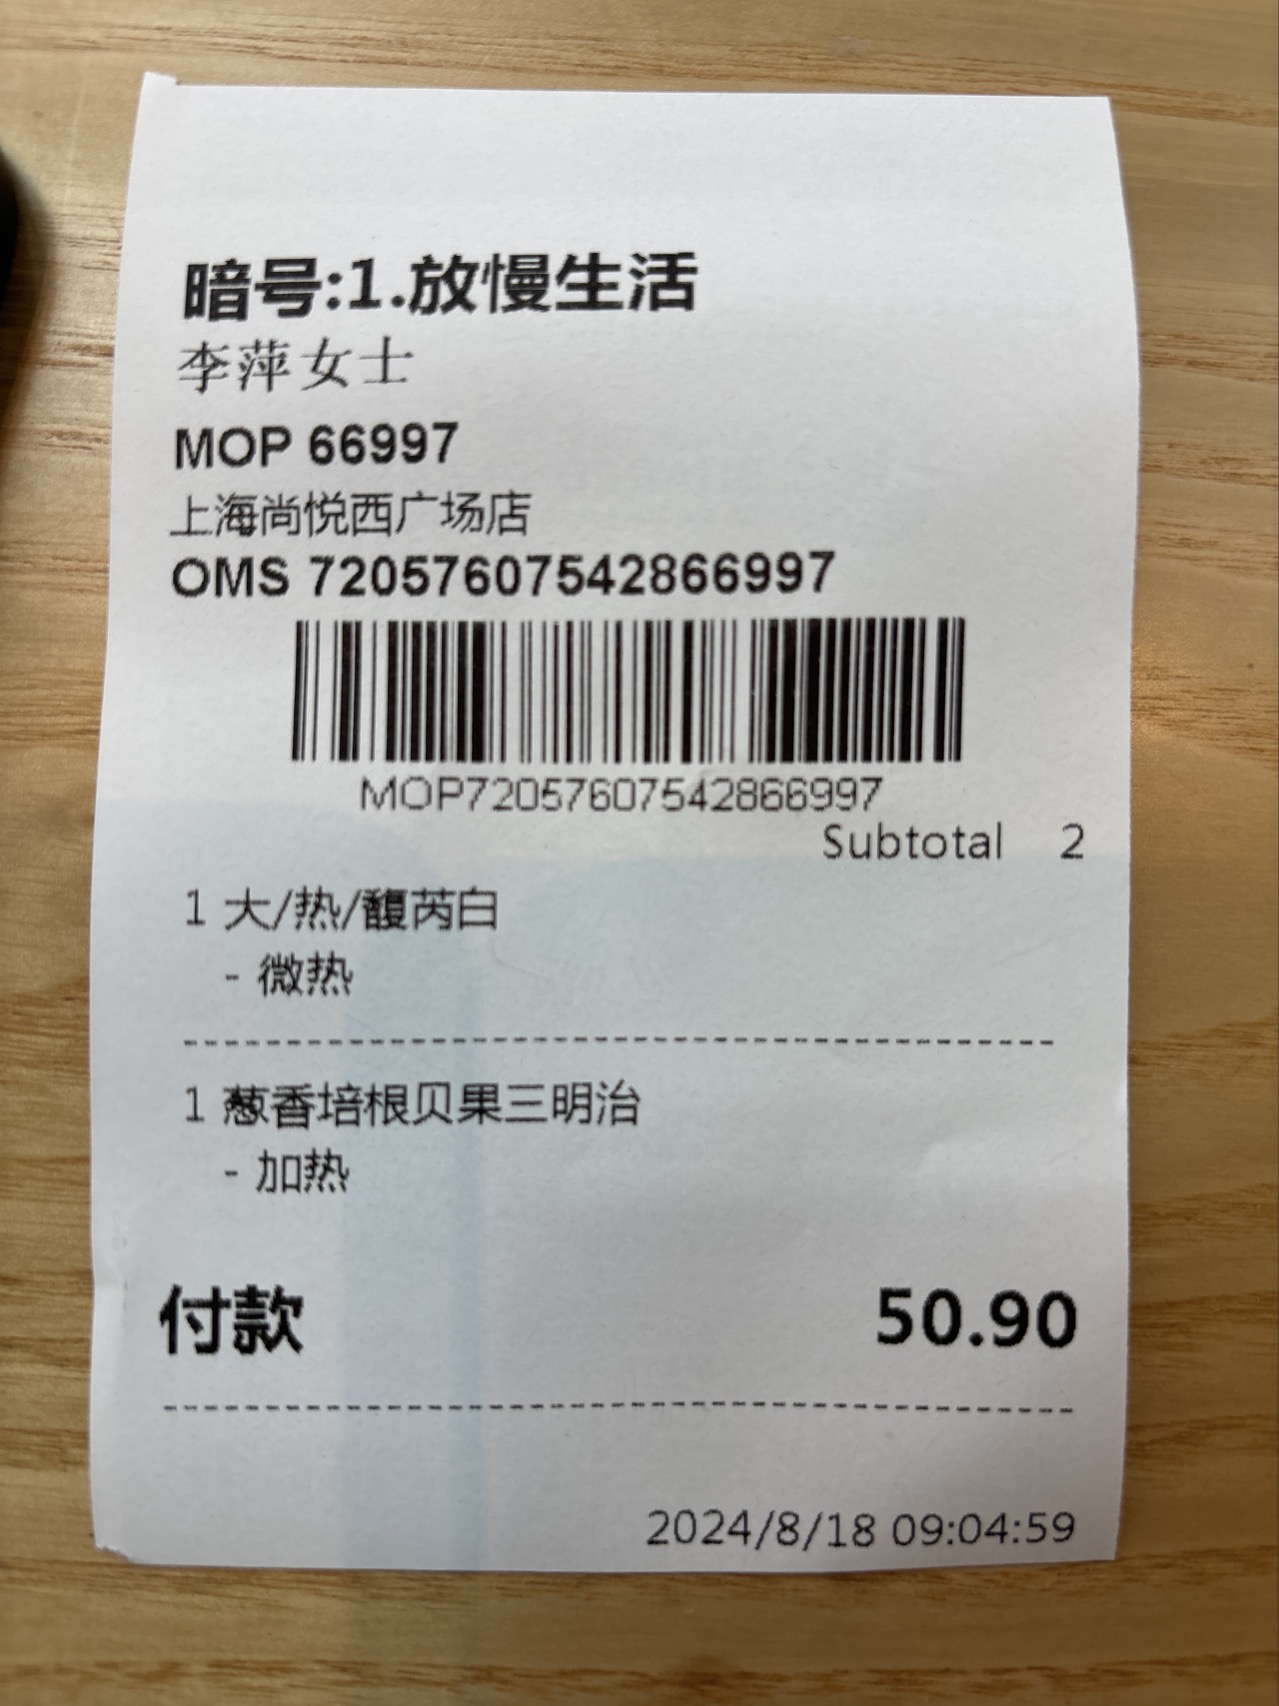 暗号:1.放慢生活
李萍女士
MOP 66997
上海尚悦西广场店
OMS 72057607542866997
MOP72057607542866997
Subtotal 2
1 大/热/馥芮白
- 微热
1 葱香培根贝果三明治
- 加热
付款 50.90
2024/8/18 09:04:59